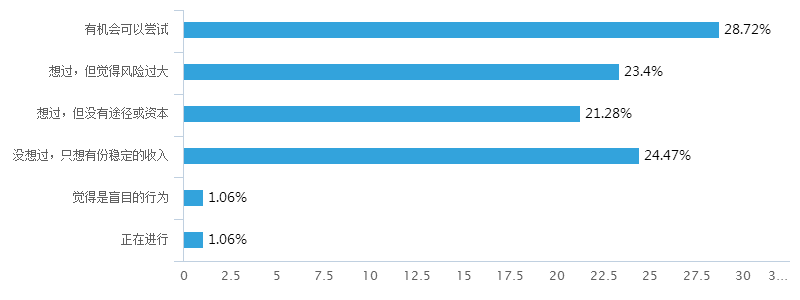 有机会可以尝试 28.72%
想过，但觉得风险过大 23.4%
想过，但没有途径或资本 21.28%
没想过，只想有份稳定的收入 24.47%
觉得是盲目的行为 1.06%
正在进行 1.06%
0 2.5 5 7.5 10 12.5 15 17.5 20 22.5 25 27.5 30 3...